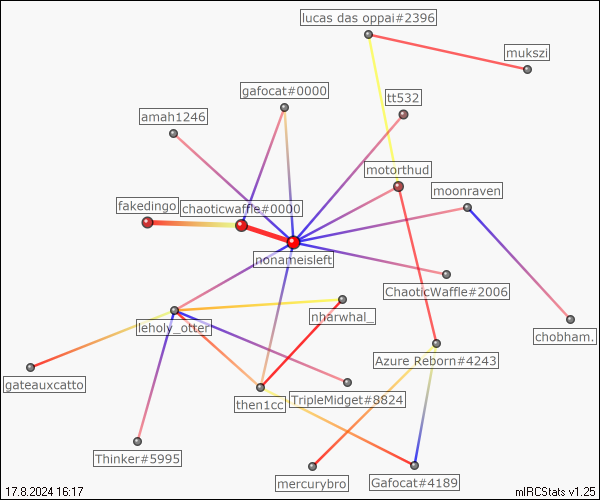 lucas das oppai#2396
mukszi
gafocat#0000
tt532
amah1246
motorthud
moonraven
fakedingo
chaoticwaffle#0000
nonameisleft
ChaoticWaffle#2006
nharwhal_
leholy_otter
chobham.
Azure Reborn#4243
gateauxcatto
TripleMidget#8824
then1cc
Thinker#5995
mercurybro
Gafocat#4189
17.8.2024 16:17
mIRCStats v1.25